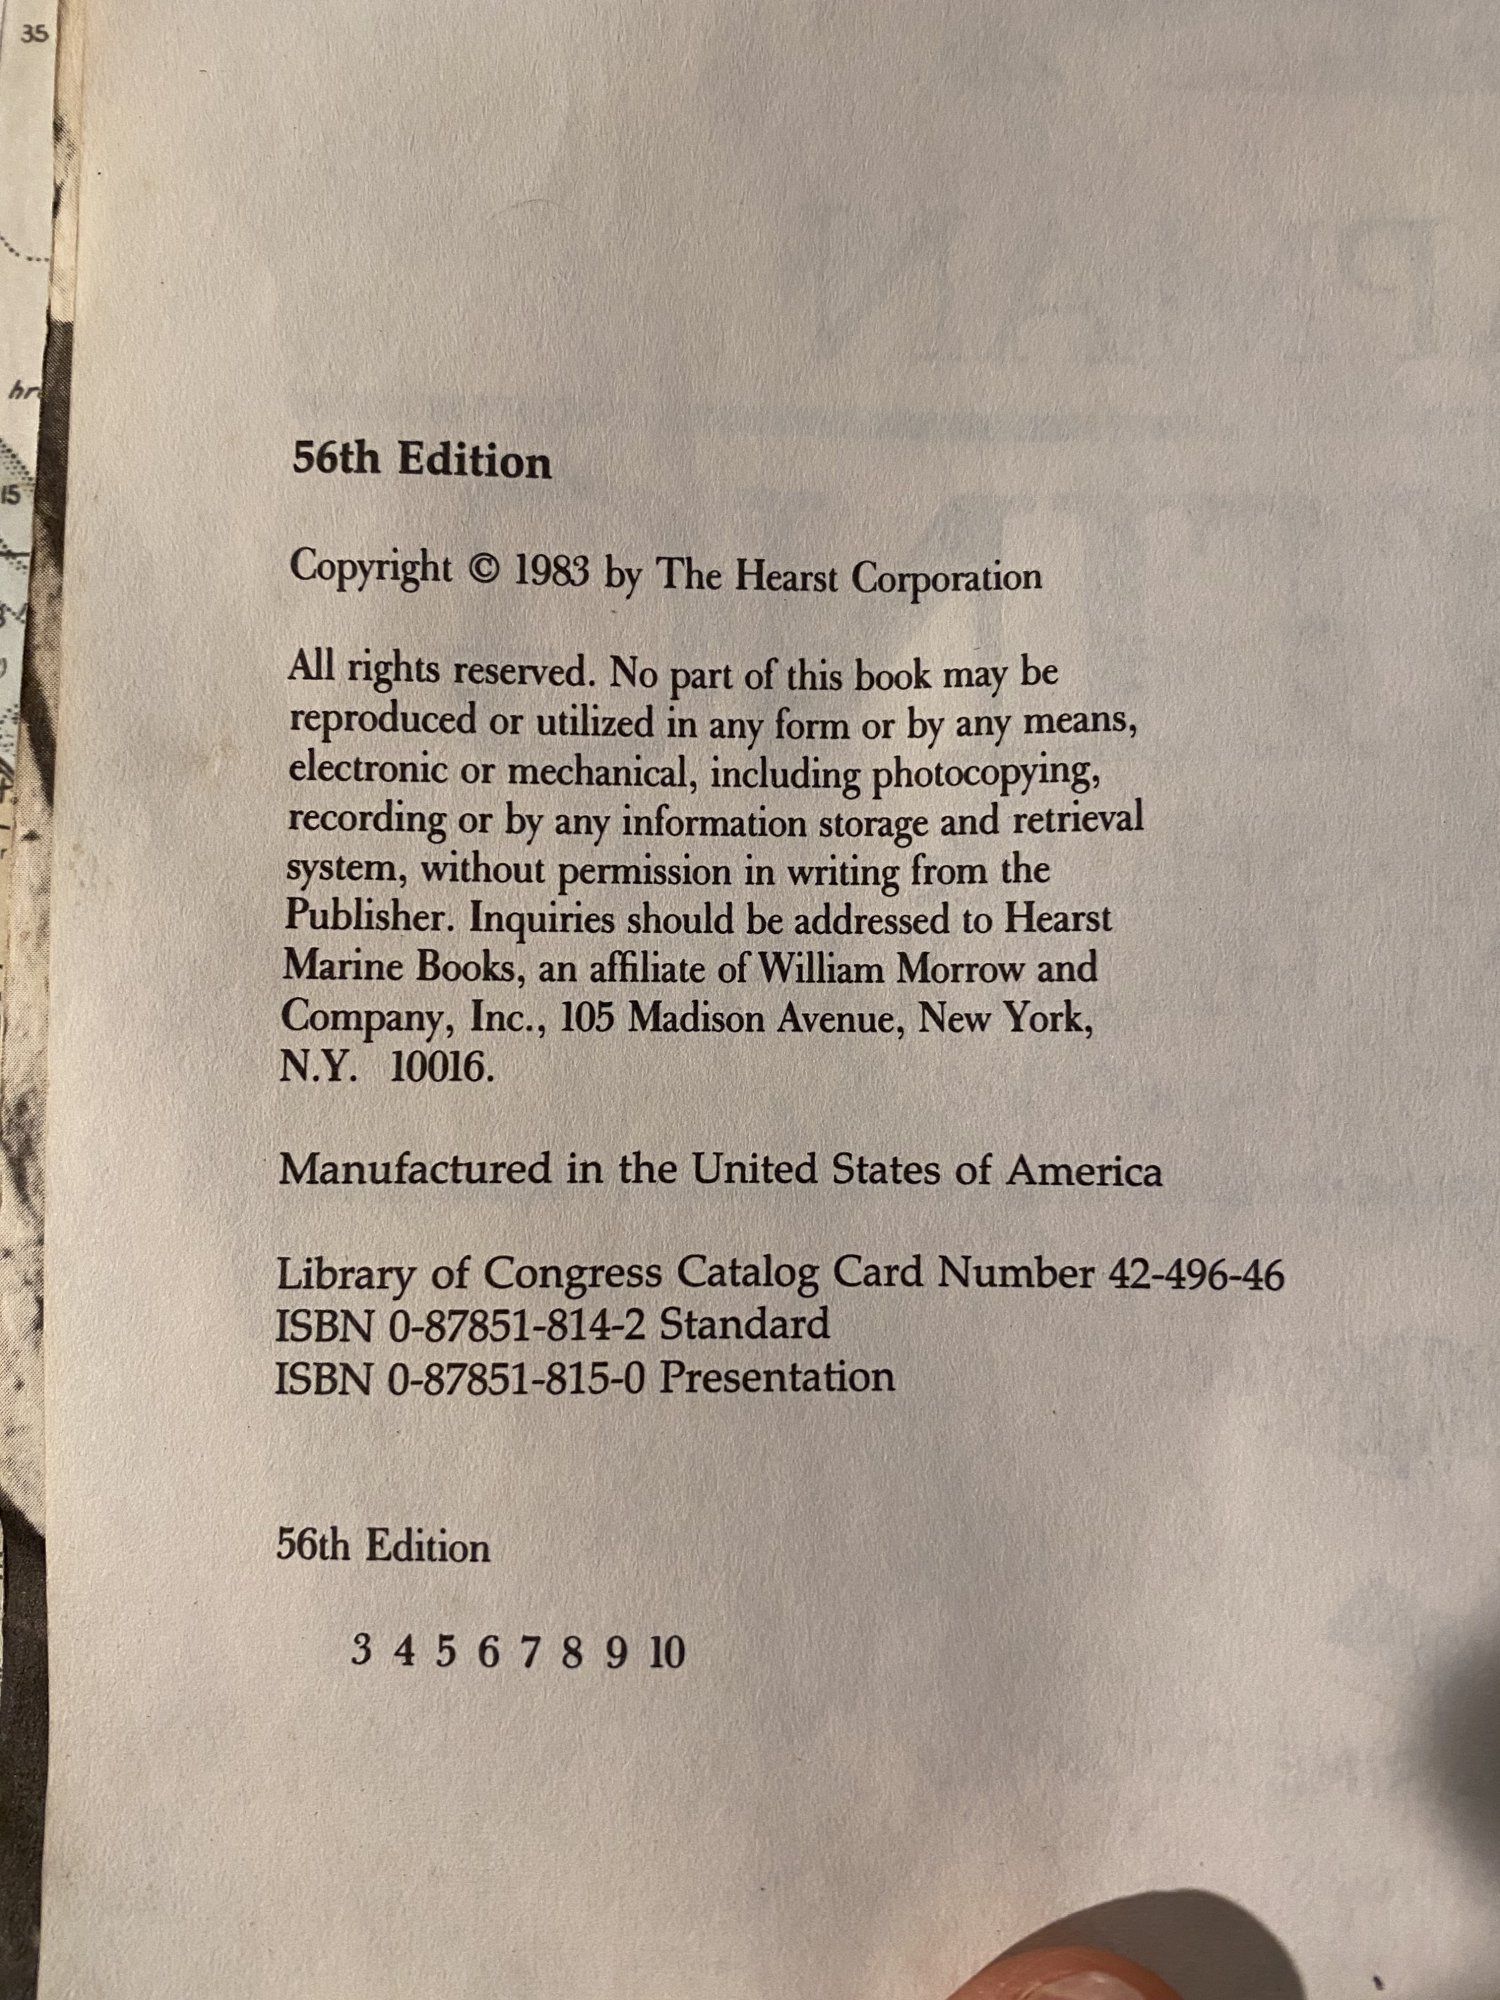 35
hr
15
56th Edition
Copyright © 1983 by The Hearst Corporation
All rights reserved. No part of this book may be
reproduced or utilized in any form or by any means,
electronic or mechanical, including photocopying,
recording or by any information storage and retrieval
system, without permission in writing from the
Publisher. Inquiries should be addressed to Hearst
Marine Books, an affiliate of William Morrow and
Company, Inc., 105 Madison Avenue, New York,
N.Y. 10016.
Manufactured in the United States of America
Library of Congress Catalog Card Number 42-496-46
ISBN 0-87851-814-2 Standard
ISBN 0-87851-815-0 Presentation
56th Edition
3 4 5 6 7 8 9 10